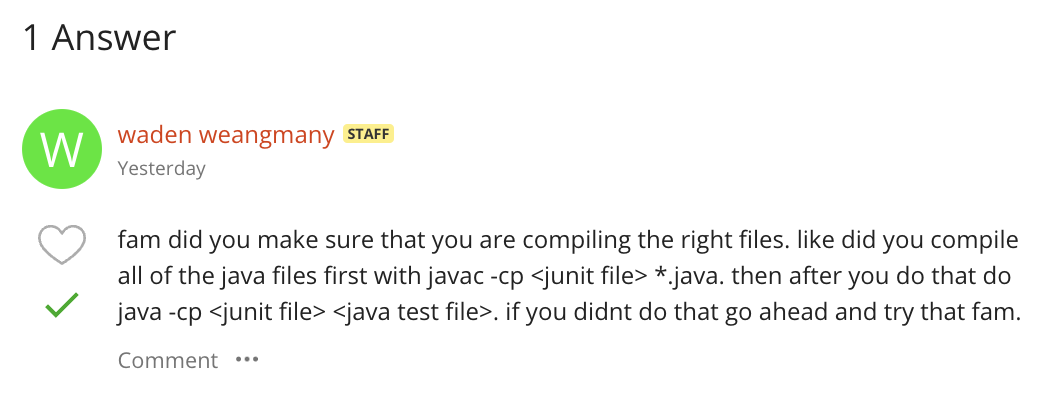 1 Answer
W
waden weangmany STAFF
Yesterday
fam did you make sure that you are compiling the right files. like did you compile
all of the java files first with javac -cp <junit file> *.java. then after you do that do
java -cp <junit file> <java test file>. if you didnt do that go ahead and try that fam.
Comment ···